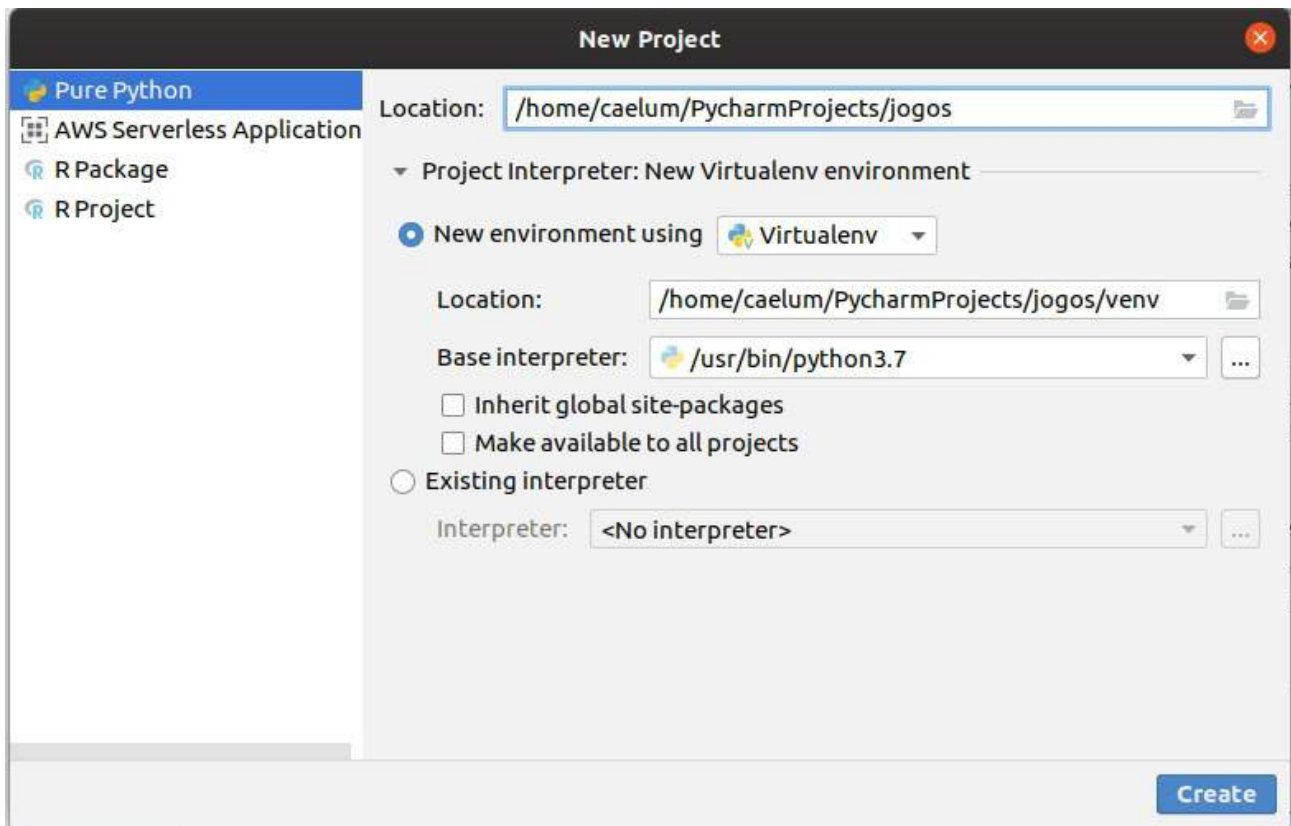 New Project
Pure Python
AWS Serverless Application
R Package
R Project
Location: /home/caelum/PycharmProjects/jogos
Project Interpreter: New Virtualenv environment
New environment using Virtualenv
Location: /home/caelum/PycharmProjects/jogos/venv
Base interpreter: /usr/bin/python3.7 ...
Inherit global site-packages
Make available to all projects
Existing interpreter
Interpreter: <No interpreter> ...
Create